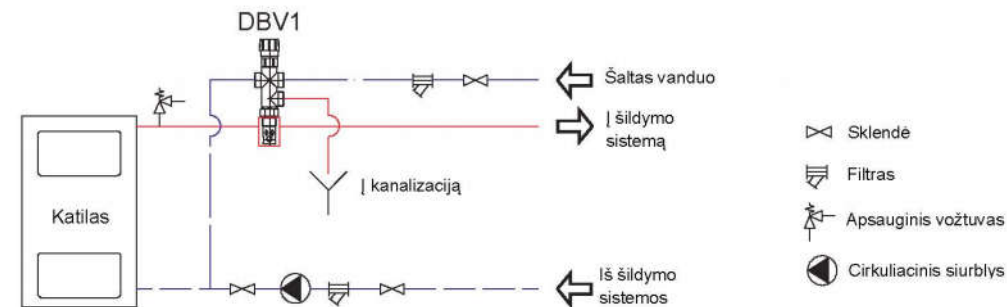 DBV1
Šaltas vanduo
Į šildymo
sistemą
Į kanalizaciją
Katilas
Iš šildymo
sistemos
Sklendė
Filtras
Apsauginis vožtuvas
Cirkuliacinis siurblys